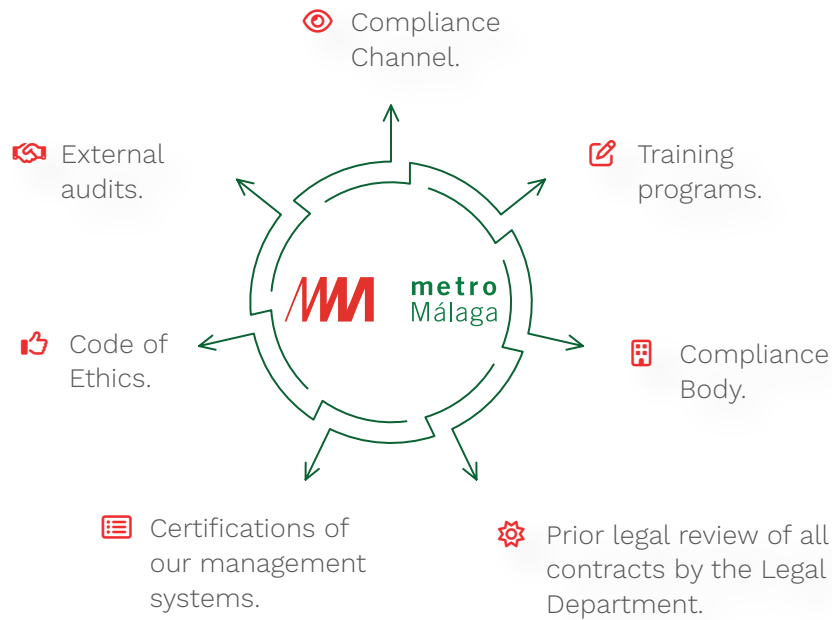 Compliance
Channel.
External
audits.
Training
programs.
metro
Málaga
Code of
Ethics.
Compliance
Body.
Certifications of
our management
systems.
Prior legal review of all
contracts by the Legal
Department.